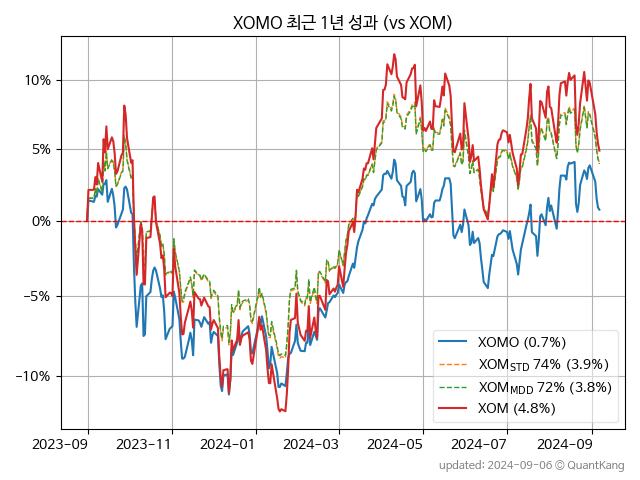 XOMO 최근 1년 성과 (vs XOM)
10%
5%
0%
−5%
−10%
XOMO (0.7%)
XOM_STD 74% (3.9%)
XOM_MDD 72% (3.8%)
XOM (4.8%)
2023-09 2023-11 2024-01 2024-03 2024-05 2024-07 2024-09
updated: 2024-09-06 © QuantKang